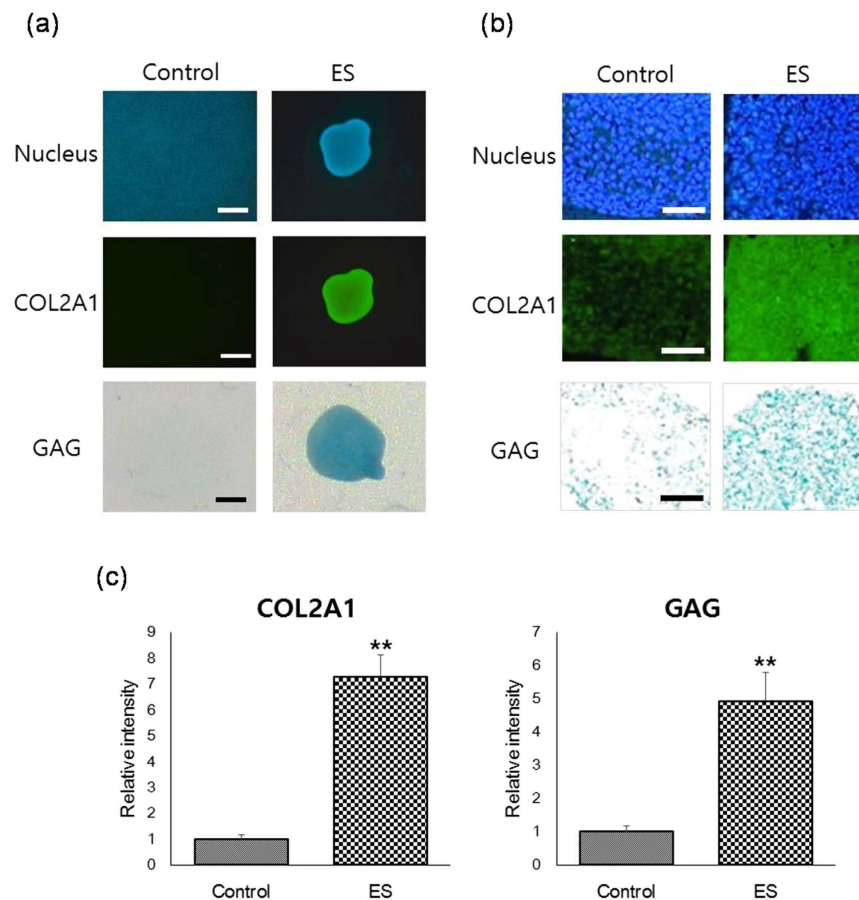 (a)
(b)
Control ES
Control ES
Nucleus
Nucleus
COL2A1
COL2A1
GAG
GAG
(c)
COL2A1
Relative intensity
9
8
7
6
5
4
3
2
1
0
**
Control ES
GAG
Relative intensity
7
6
5
4
3
2
1
0
**
Control ES